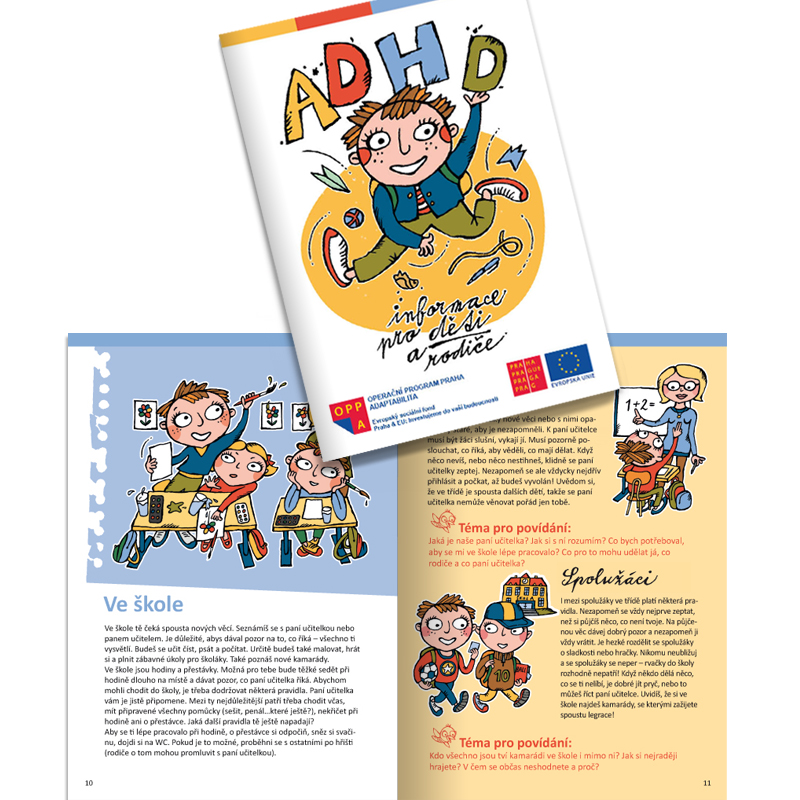 ADHD
informace
pro děti
a rodiče
OPPA
OPERAČNÍ PROGRAM PRAHA
ADAPTABILITA
Evropský sociální fond
Praha & EU: Investujeme do vaší budoucnosti
PRAHA
PRAGUE
PRAGA
PRAG
EVROPSKÁ UNIE
Ve škole
Ve škole tě čeká spousta nových věcí. Seznámíš se s paní učitelkou nebo
panem učitelem. Je důležité, abys dával pozor na to, co říká – všechno ti
vysvětlí. Budeš se učit číst, psát a počítat. Určitě budeš také malovat, hrát
si a plnit zábavné úkoly pro školáky. Také poznáš nové kamarády.
Ve škole jsou hodiny a přestávky. Možná pro tebe bude těžké sedět při
hodině dlouho na místě a dávat pozor, co paní učitelka říká. Abychom
mohli chodit do školy, je třeba dodržovat některá pravidla. Paní učitelka
vám je jistě připomene. Mezi ty nejdůležitější patří třeba chodit včas,
mít připravené všechny pomůcky (sešit, penál...které ještě?), nekřičet při
hodině ani o přestávce. Jaká další pravidla tě ještě napadají?
Aby se ti lépe pracovalo při hodině, o přestávce si odpočiň, sněz si svači-
nu, dojdi si na WC. Pokud je to možné, proběhni se s ostatními po hřišti
(rodiče o tom mohou promluvit s paní učitelkou).
10
1+2=
nové věci nebo s nimi opa-
staré, aby je nezapomněli. K paní učitelce
musí být žáci slušní, vykají jí. Musí pozorně po-
slouchat, co říká, aby věděli, co mají dělat. Když
něco nevíš, nebo něco nestihneš, klidně se paní
učitelky zeptej. Nezapomeň se ale vždycky nejdřív
přihlásit a počkat, až budeš vyvolán! Uvědom si,
že ve třídě je spousta dalších dětí, takže se paní
učitelka nemůže věnovat pořád jen tobě.
Téma pro povídání:
Jaká je naše paní učitelka? Jak si s ní rozumím? Co bych potřeboval,
aby se mi ve škole lépe pracovalo? Co pro to mohu udělat já, co
rodiče a co paní učitelka?
Spolužáci
I mezi spolužáky ve třídě platí některá pra-
vidla. Nezapomeň se vždy nejprve zeptat,
než si půjčíš něco, co není tvoje. Na půjče-
nou věc dávej dobrý pozor a nezapomeň ji
vždy vrátit. Je hezké rozdělit se spolužáky
o sladkosti nebo hračky. Nikomu neubližuj
a se spolužáky se neper – rvačky do školy
rozhodně nepatří! Když někdo dělá něco,
co se ti nelíbí, je dobré jít pryč, nebo to
můžeš říct paní učitelce. Uvidíš, že si ve
škole najdeš kamarády, se kterými zažijete
spoustu legrace!
10
Téma pro povídání:
Kdo všechno jsou tví kamarádi ve škole i mimo ni? Jak si nejraději
hrajete? V čem se občas neshodnete a proč?
11